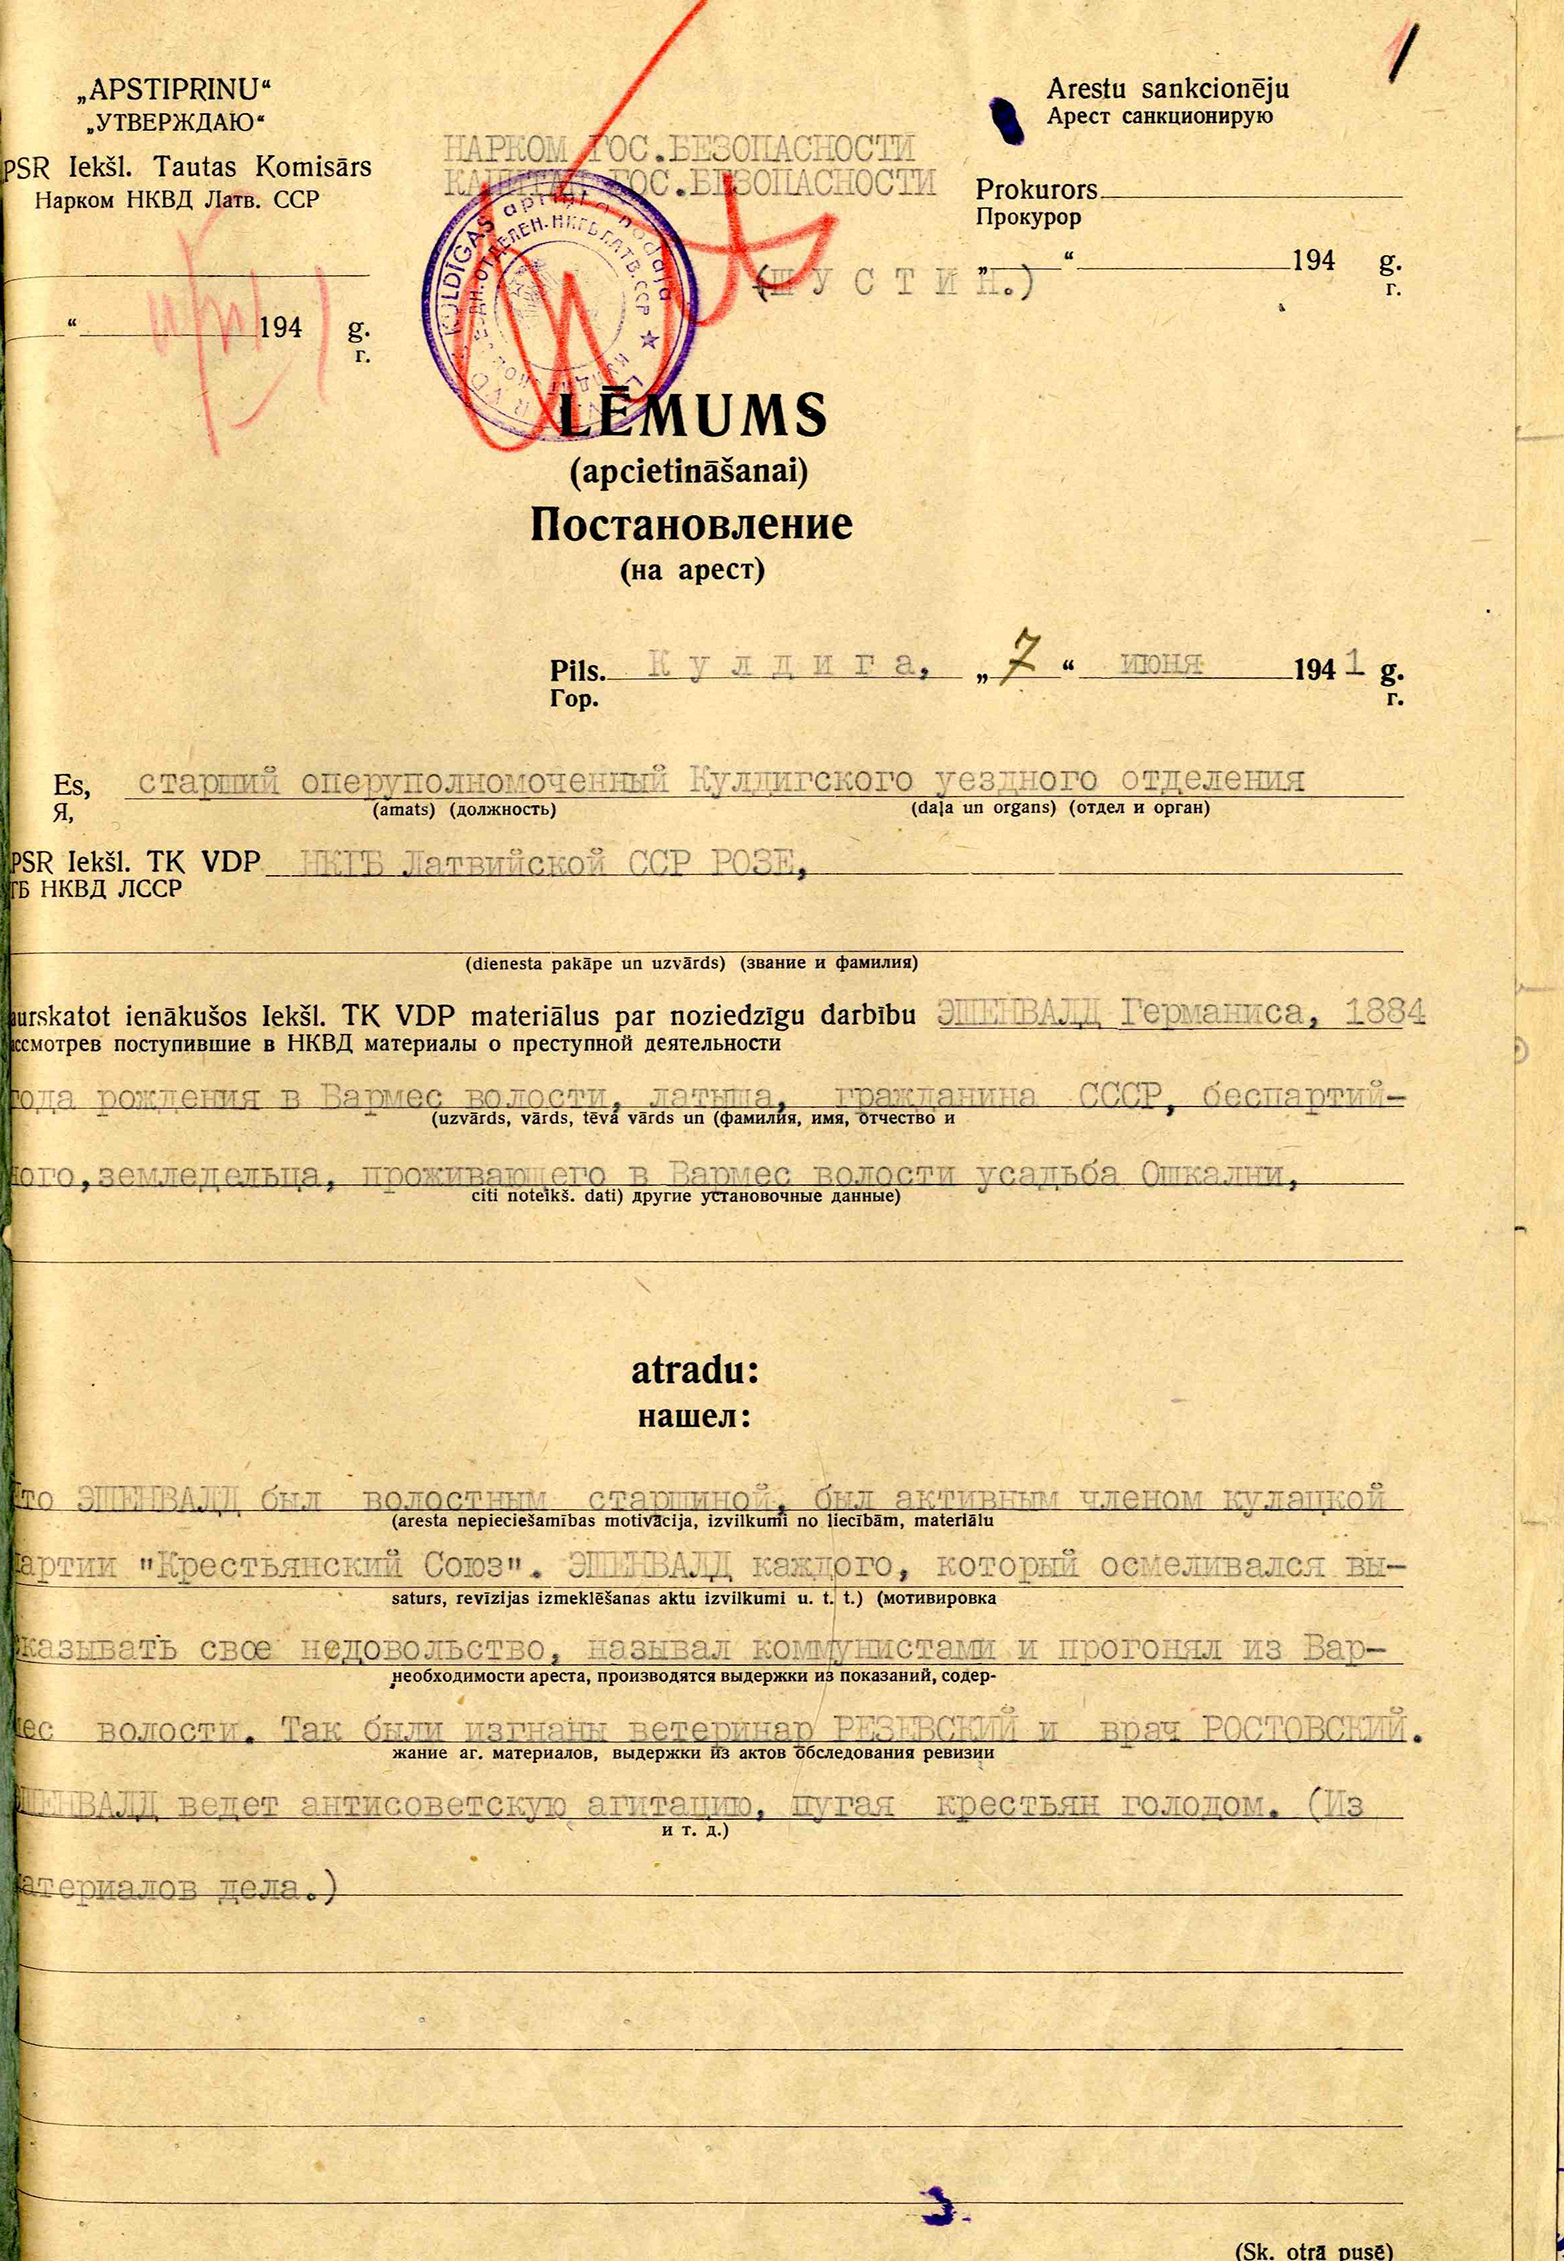 1
„APSTIPRINU“
„УТВЕРЖДАЮ“
PSR Iekšl. Tautas Komisārs
Нарком НКВД Латв. ССР
“ 194 g.
г.
НАРКОМ ГОС.БЕЗОПАСНОСТИ
КАПИТАН ГОС.БЕЗОПАСНОСТИ
(ШУСТИН.)
Arestu sankcionēju
Арест санкционирую
Prokurors
Прокурор
„ “ 194 g.
г.
KULDĪGAS apriņķa nodaļa
LĒMUMS
(apcietināšanai)
Постановление
(на арест)
Pils. Кулдига, „7“ июня 1941 g.
Гор. г.
Es, старший оперуполномоченный Кулдигского уездного отделения
Я, (amats) (должность) (daļa un organs) (отдел и орган)
PSR Iekšl. TK VDP НКГБ Латвийской ССР РОЗЕ,
ГБ НКВД ЛССР
(dienesta pakāpe un uzvārds) (звание и фамилия)
aurskatot ienākušos Iekšl. TK VDP materiālus par noziedzīgu darbību ЭШЕНВАЛД Германиса, 1884
ссмотрев поступившие в НКВД материалы о преступной деятельности
года рождения в Вармес волости, латыша, гражданина СССР, беспартий-
(uzvārds, vārds, tēva vārds un (фамилия, имя, отчество и
ного,земледельца, проживающего в Вармес волости усадьба Ошкални,
citi noteikš. dati) другие установочные данные)
atradu:
нашел:
что ЭШЕНВАЛД был волостным старшиной, был активным членом кулацкой
(aresta nepieciešamības motivācija, izvilkumi no liecībām, materiālu
партии "Крестьянский Союз". ЭШЕНВАЛД каждого, который осмеливался вы-
saturs, revīzijas izmeklēšanas aktu izvilkumi u. t. t.) (мотивировка
сказывать свое недовольство, называл коммунистами и прогонял из Вар-
необходимости ареста, производятся выдержки из показаний, содер-
мес волости. Так были изгнаны ветеринар РЕЗЕВСКИЙ и врач РОСТОВСКИЙ.
жание аг. материалов, выдержки из актов обследования ревизии
ЭШЕНВАЛД ведет антисоветскую агитацию, пугая крестьян голодом. (Из
и т. д.)
материалов дела.)
(Sk. otrā pusē)